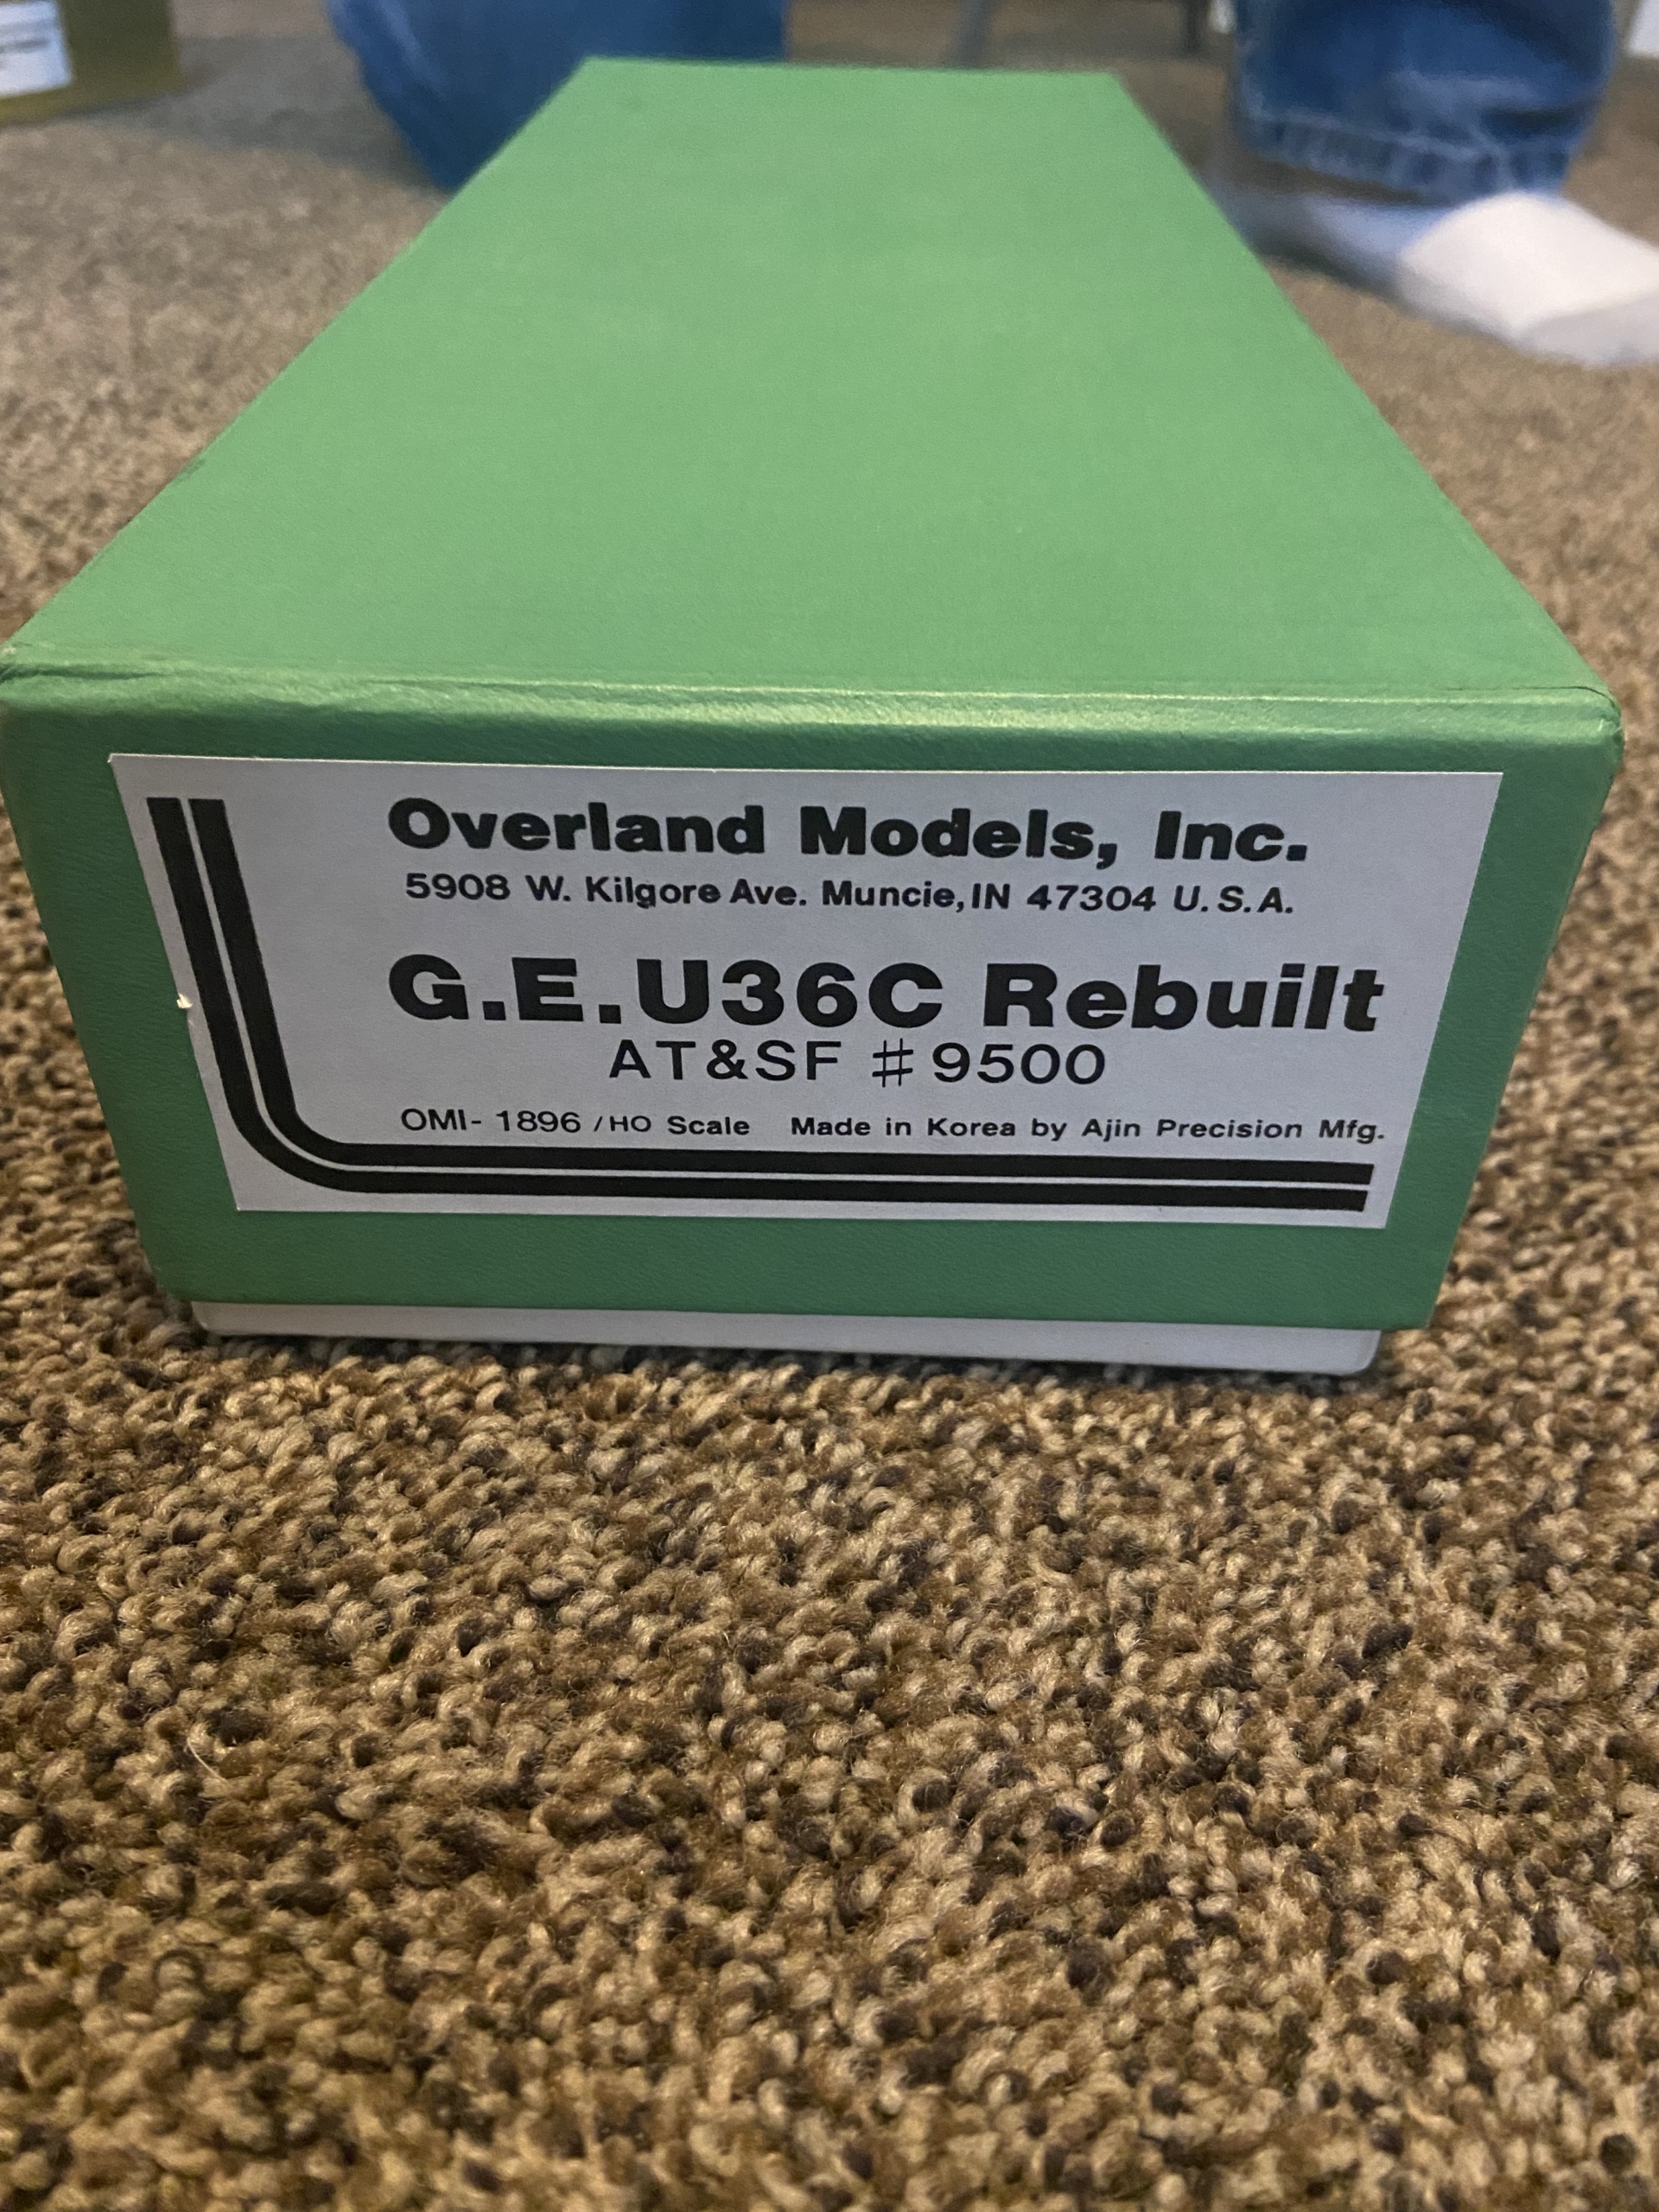 Overland Models, Inc.
5908 W. Kilgore Ave. Muncie, IN 47304 U.S.A.
G.E.U36C Rebuilt
AT&SF #9500
OMI- 1896 /HO Scale Made in Korea by Ajin Precision Mfg.